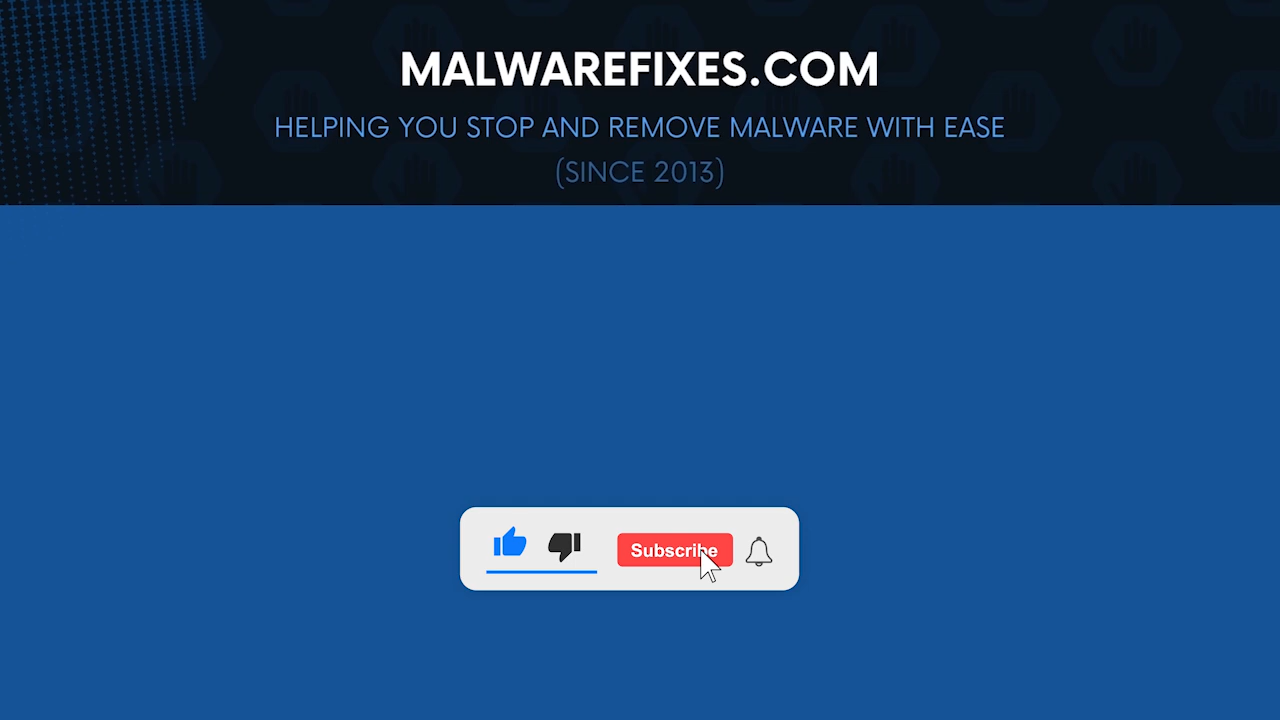 MALWAREFIXES.COM
HELPING YOU STOP AND REMOVE MALWARE WITH EASE
(SINCE 2013)
Subscribe